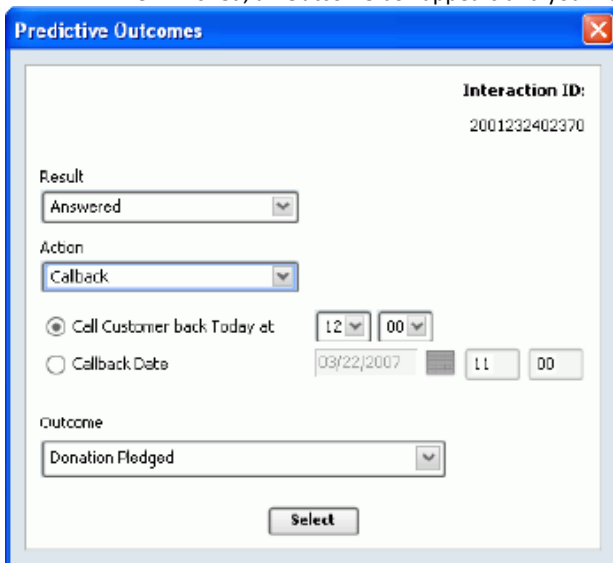 Predictive Outcomes
Interaction ID:
2001232402370
Result
Answered
Action
Callback
Call Customer back Today at 12 00
Callback Date 03/22/2007 11 00
Outcome
Donation Pledged
Select